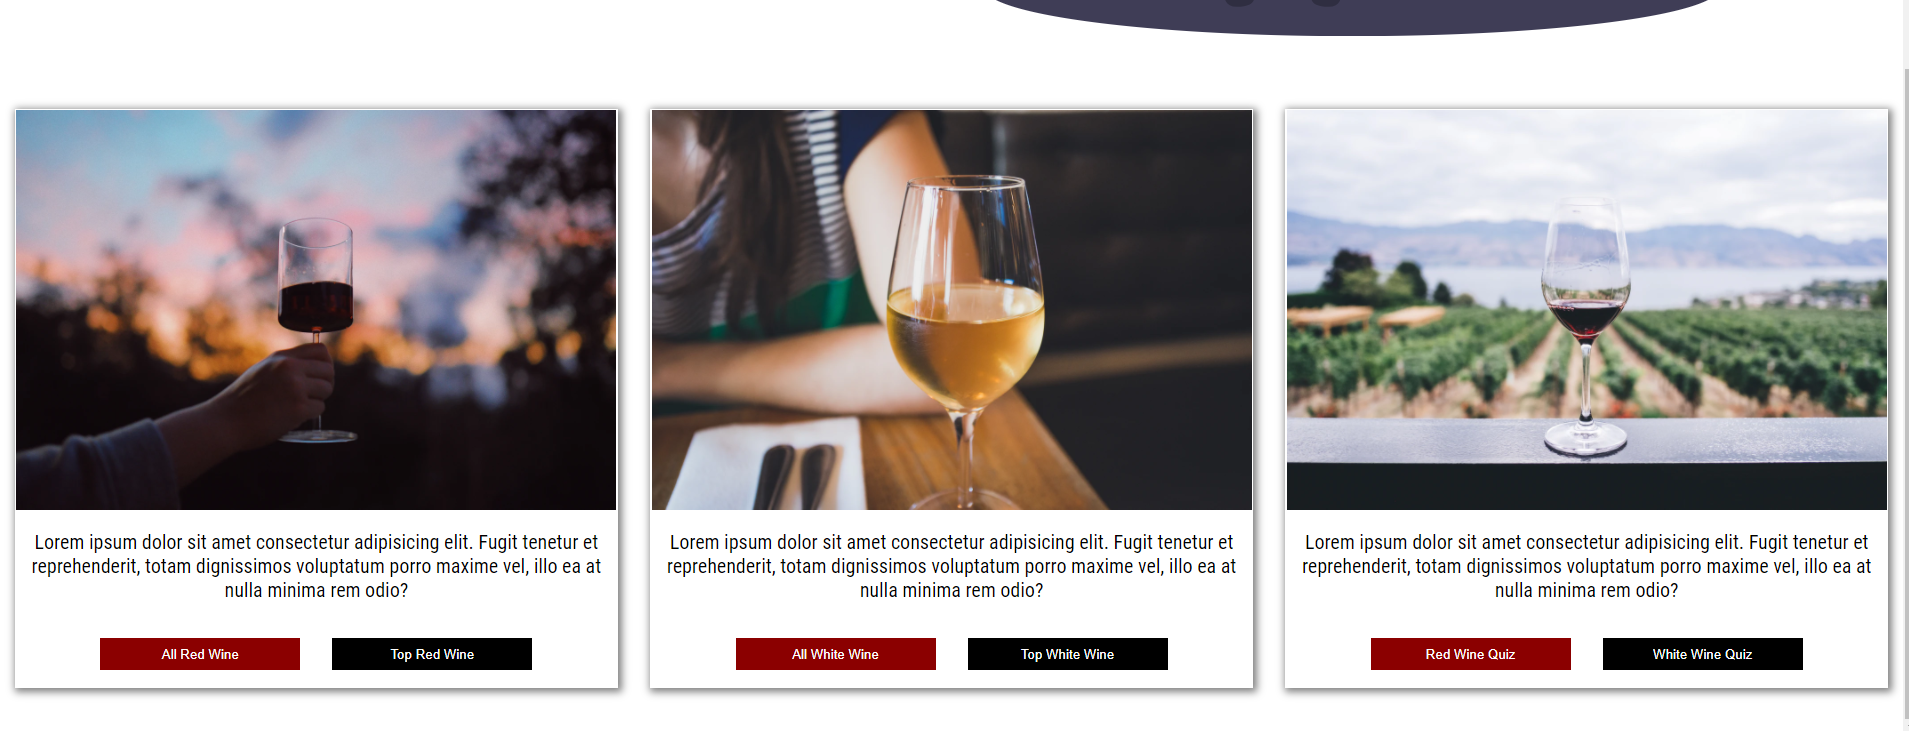 Lorem ipsum dolor sit amet consectetur adipisicing elit. Fugit tenetur et
reprehenderit, totam dignissimos voluptatum porro maxime vel, illo ea at
nulla minima rem odio?
All Red Wine
Top Red Wine
Lorem ipsum dolor sit amet consectetur adipisicing elit. Fugit tenetur et
reprehenderit, totam dignissimos voluptatum porro maxime vel, illo ea at
nulla minima rem odio?
All White Wine
Top White Wine
Lorem ipsum dolor sit amet consectetur adipisicing elit. Fugit tenetur et
reprehenderit, totam dignissimos voluptatum porro maxime vel, illo ea at
nulla minima rem odio?
Red Wine Quiz
White Wine Quiz